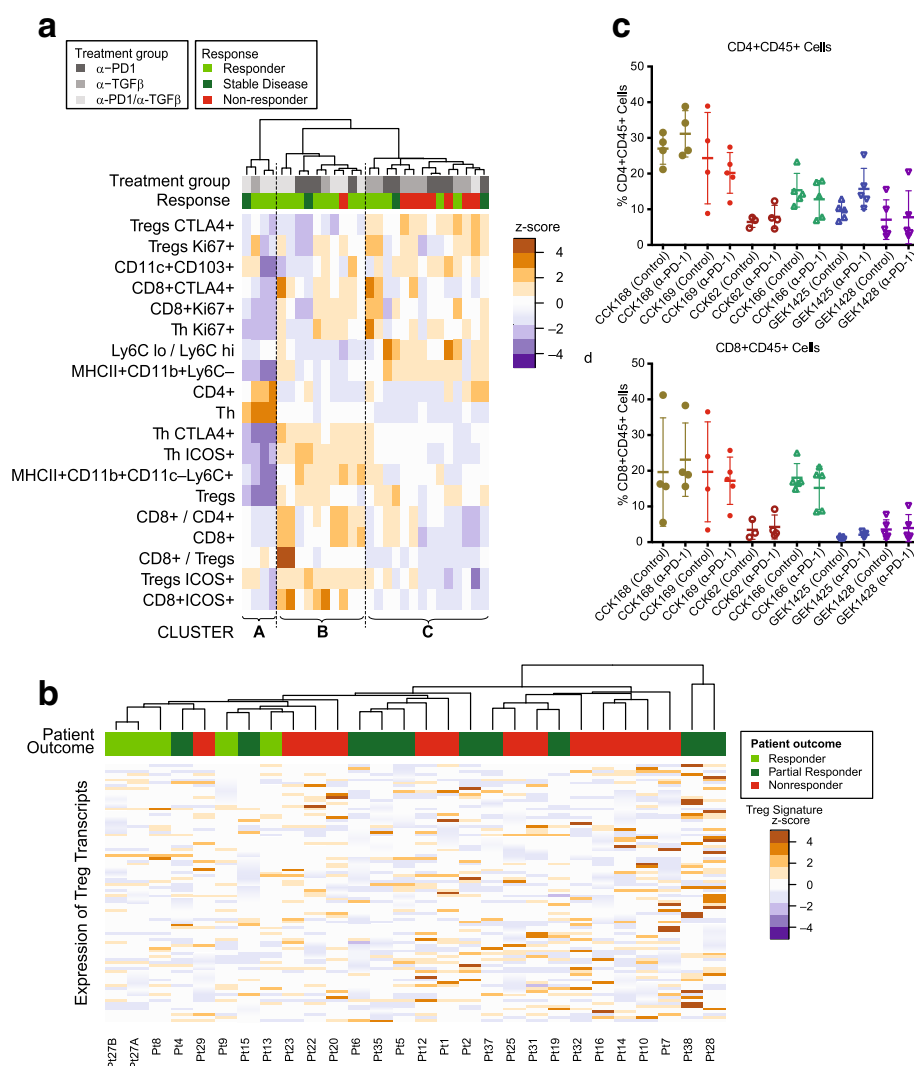 a
Treatment group
α−PD1
α−TGFβ
α-PD1/α-TGFβ
Response
Responder
Stable Disease
Non-responder
Treatment group
Response
Tregs CTLA4+
Tregs Ki67+
CD11c+CD103+
CD8+CTLA4+
CD8+Ki67+
Th Ki67+
Ly6C lo / Ly6C hi
MHCII+CD11b+Ly6C−
CD4+
Th
Th CTLA4+
Th ICOS+
MHCII+CD11b+CD11c−Ly6C+
Tregs
CD8+ / CD4+
CD8+
CD8+ / Tregs
Tregs ICOS+
CD8+ICOS+
CLUSTER A B C
z-score
4
2
0
−2
−4
c
CD4+CD45+ Cells
% CD4+CD45+ Cells
50
40
30
20
10
0
CCK168 (Control)
CCK168 (α-PD-1)
CCK169 (Control)
CCK169 (α-PD-1)
CCK62 (Control)
CCK62 (α-PD-1)
CCK166 (Control)
CCK166 (α-PD-1)
GEK1425 (Control)
GEK1425 (α-PD-1)
GEK1428 (Control)
GEK1428 (α-PD-1)
d
CD8+CD45+ Cells
% CD8+CD45+ Cells
50
40
30
20
10
0
CCK168 (Control)
CCK168 (α-PD-1)
CCK169 (Control)
CCK169 (α-PD-1)
CCK62 (Control)
CCK62 (α-PD-1)
CCK166 (Control)
CCK166 (α-PD-1)
GEK1425 (Control)
GEK1425 (α-PD-1)
GEK1428 (Control)
GEK1428 (α-PD-1)
b
Patient
Outcome
Expression of Treg Transcripts
Pt27B
Pt27A
Pt8
Pt4
Pt29
Pt9
Pt15
Pt13
Pt23
Pt22
Pt20
Pt6
Pt35
Pt5
Pt12
Pt1
Pt2
Pt37
Pt25
Pt31
Pt19
Pt32
Pt16
Pt14
Pt10
Pt7
Pt38
Pt28
Patient outcome
Responder
Partial Responder
Nonresponder
Treg Signature
z-score
4
2
0
−2
−4